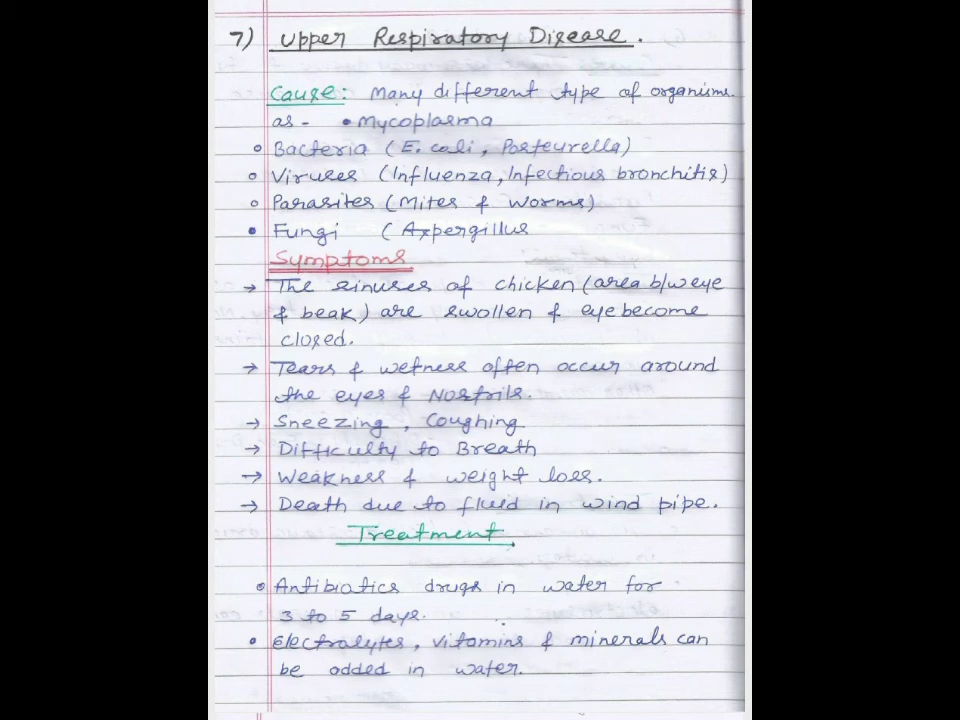 7) Upper Respiratory Disease.
Cause: Many different type of organisms
as - • Mycoplasma
Bacteria (E. coli, Pasteurella)
Viruses (Influenza, Infectious bronchitis)
Parasites (Mites & Worms)
• Fungi (Aspergillus
Symptoms
→ The sinuses of chicken (area b/w eye
& beak) are swollen & eye become
closed.
→ Tears & wetness often occur around
the eyes & Nostrils.
→ Sneezing, Coughing
→ Difficulty to Breath
→ Weakness & weight loss.
→ Death due to fluid in wind pipe.
Treatment.
• Antibiotics drugs in water for
3 to 5 days.
• Electrolytes, vitamins & minerals can
be added in water.